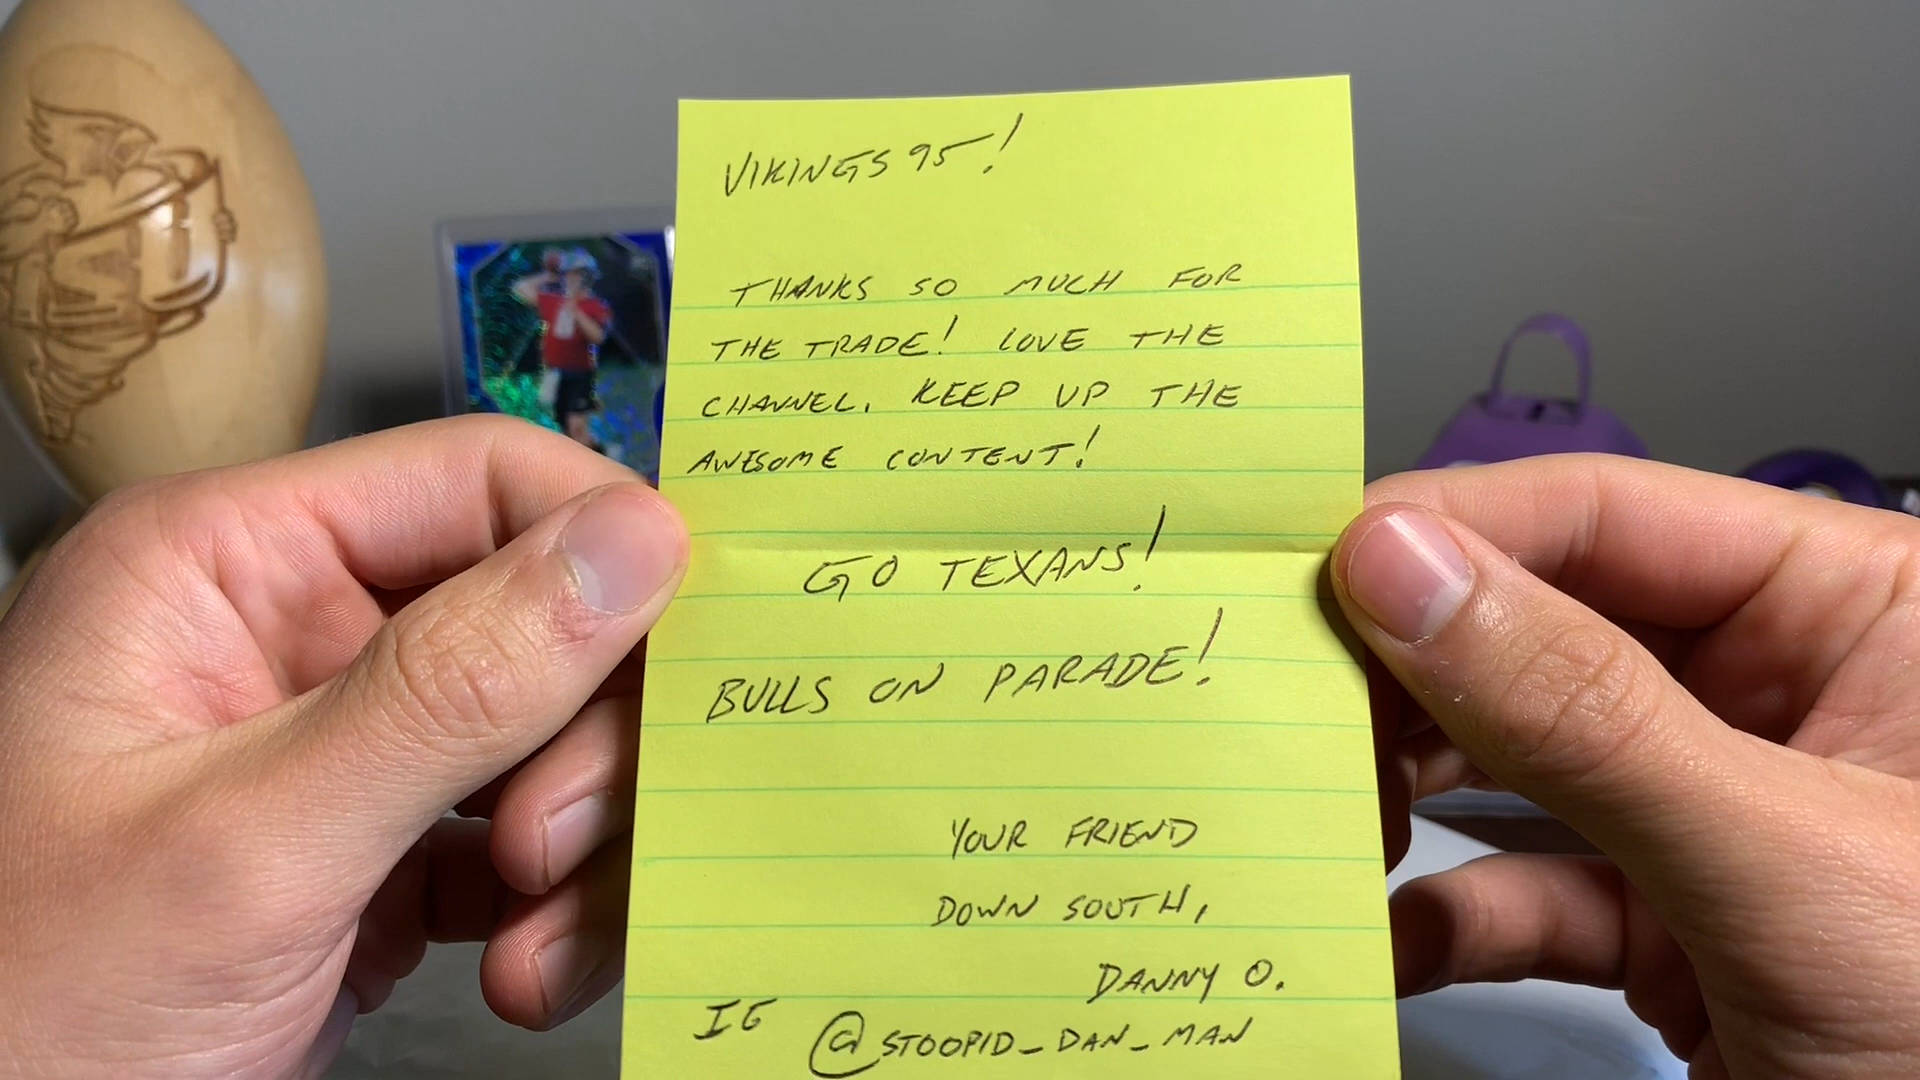 VIKINGS 95!
THANKS SO MUCH FOR
THE TRADE! LOVE THE
CHANNEL. KEEP UP THE
AWESOME CONTENT!
GO TEXANS!
BULLS ON PARADE!
YOUR FRIEND
DOWN SOUTH,
DANNY O.
IG @STOOPID_DAN_MAN